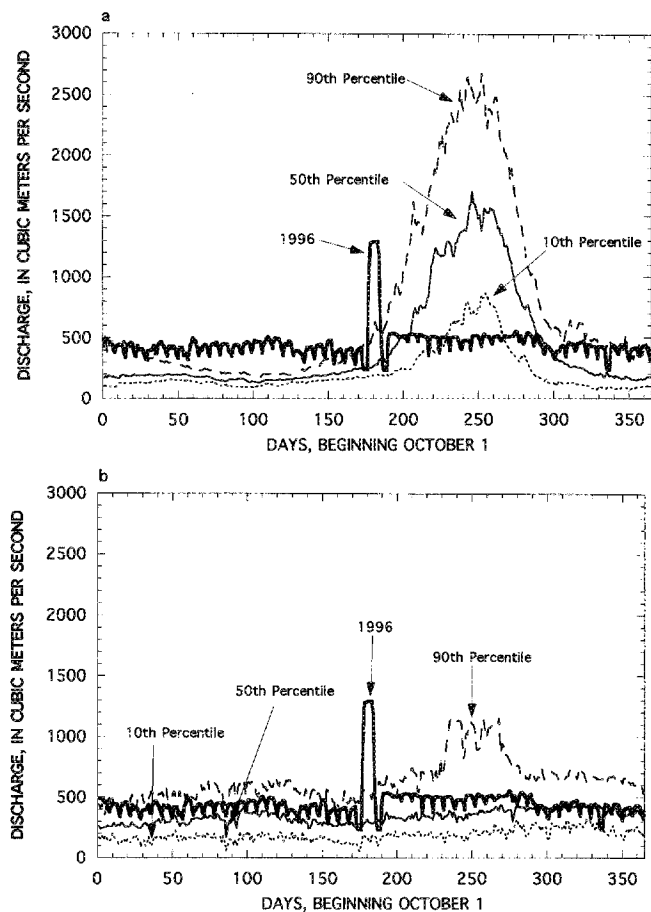 a
3000
2500
2000
1500
1000
500
0
DISCHARGE, IN CUBIC METERS PER SECOND
90th Percentile
50th Percentile
10th Percentile
1996
0 50 100 150 200 250 300 350
DAYS, BEGINNING OCTOBER 1
b
3000
2500
2000
1500
1000
500
0
DISCHARGE, IN CUBIC METERS PER SECOND
1996
90th Percentile
50th Percentile
10th Percentile
0 50 100 150 200 250 300 350
DAYS, BEGINNING OCTOBER 1